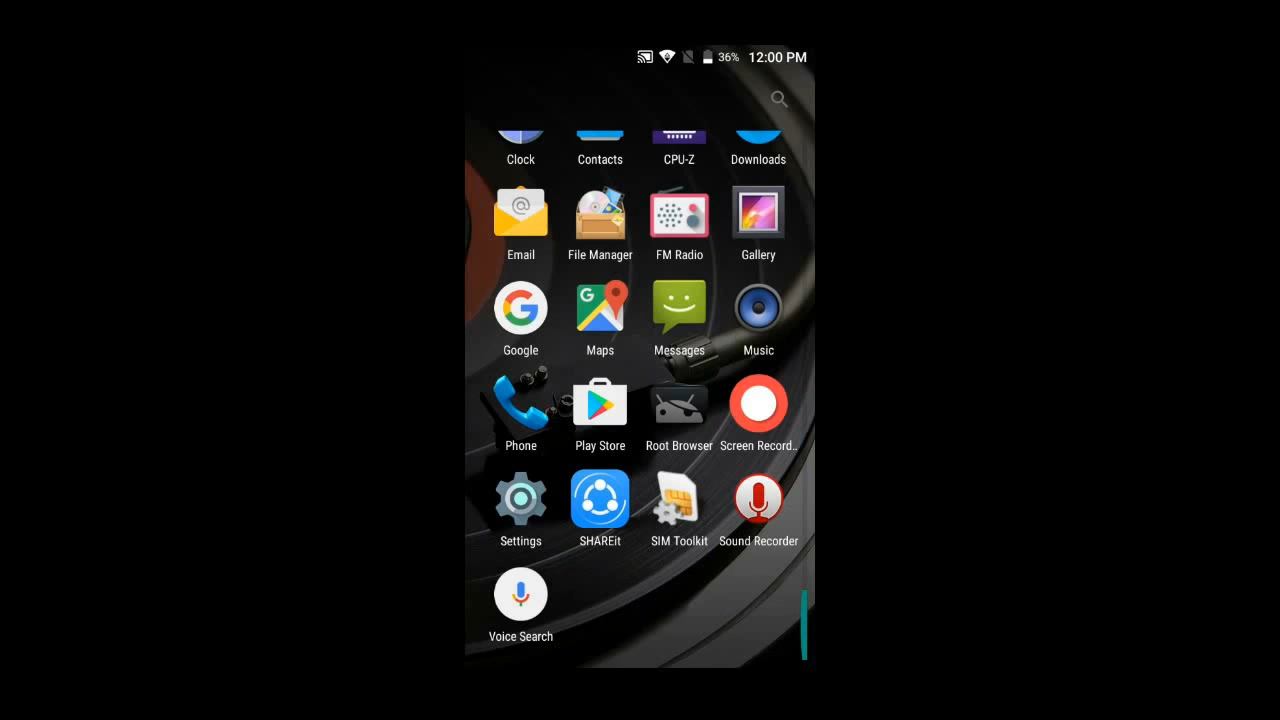 36% 12:00 PM
Clock Contacts CPU-Z Downloads
Email File Manager FM Radio Gallery
Google Maps Messages Music
Phone Play Store Root Browser Screen Record..
Settings SHAREit SIM Toolkit Sound Recorder
Voice Search